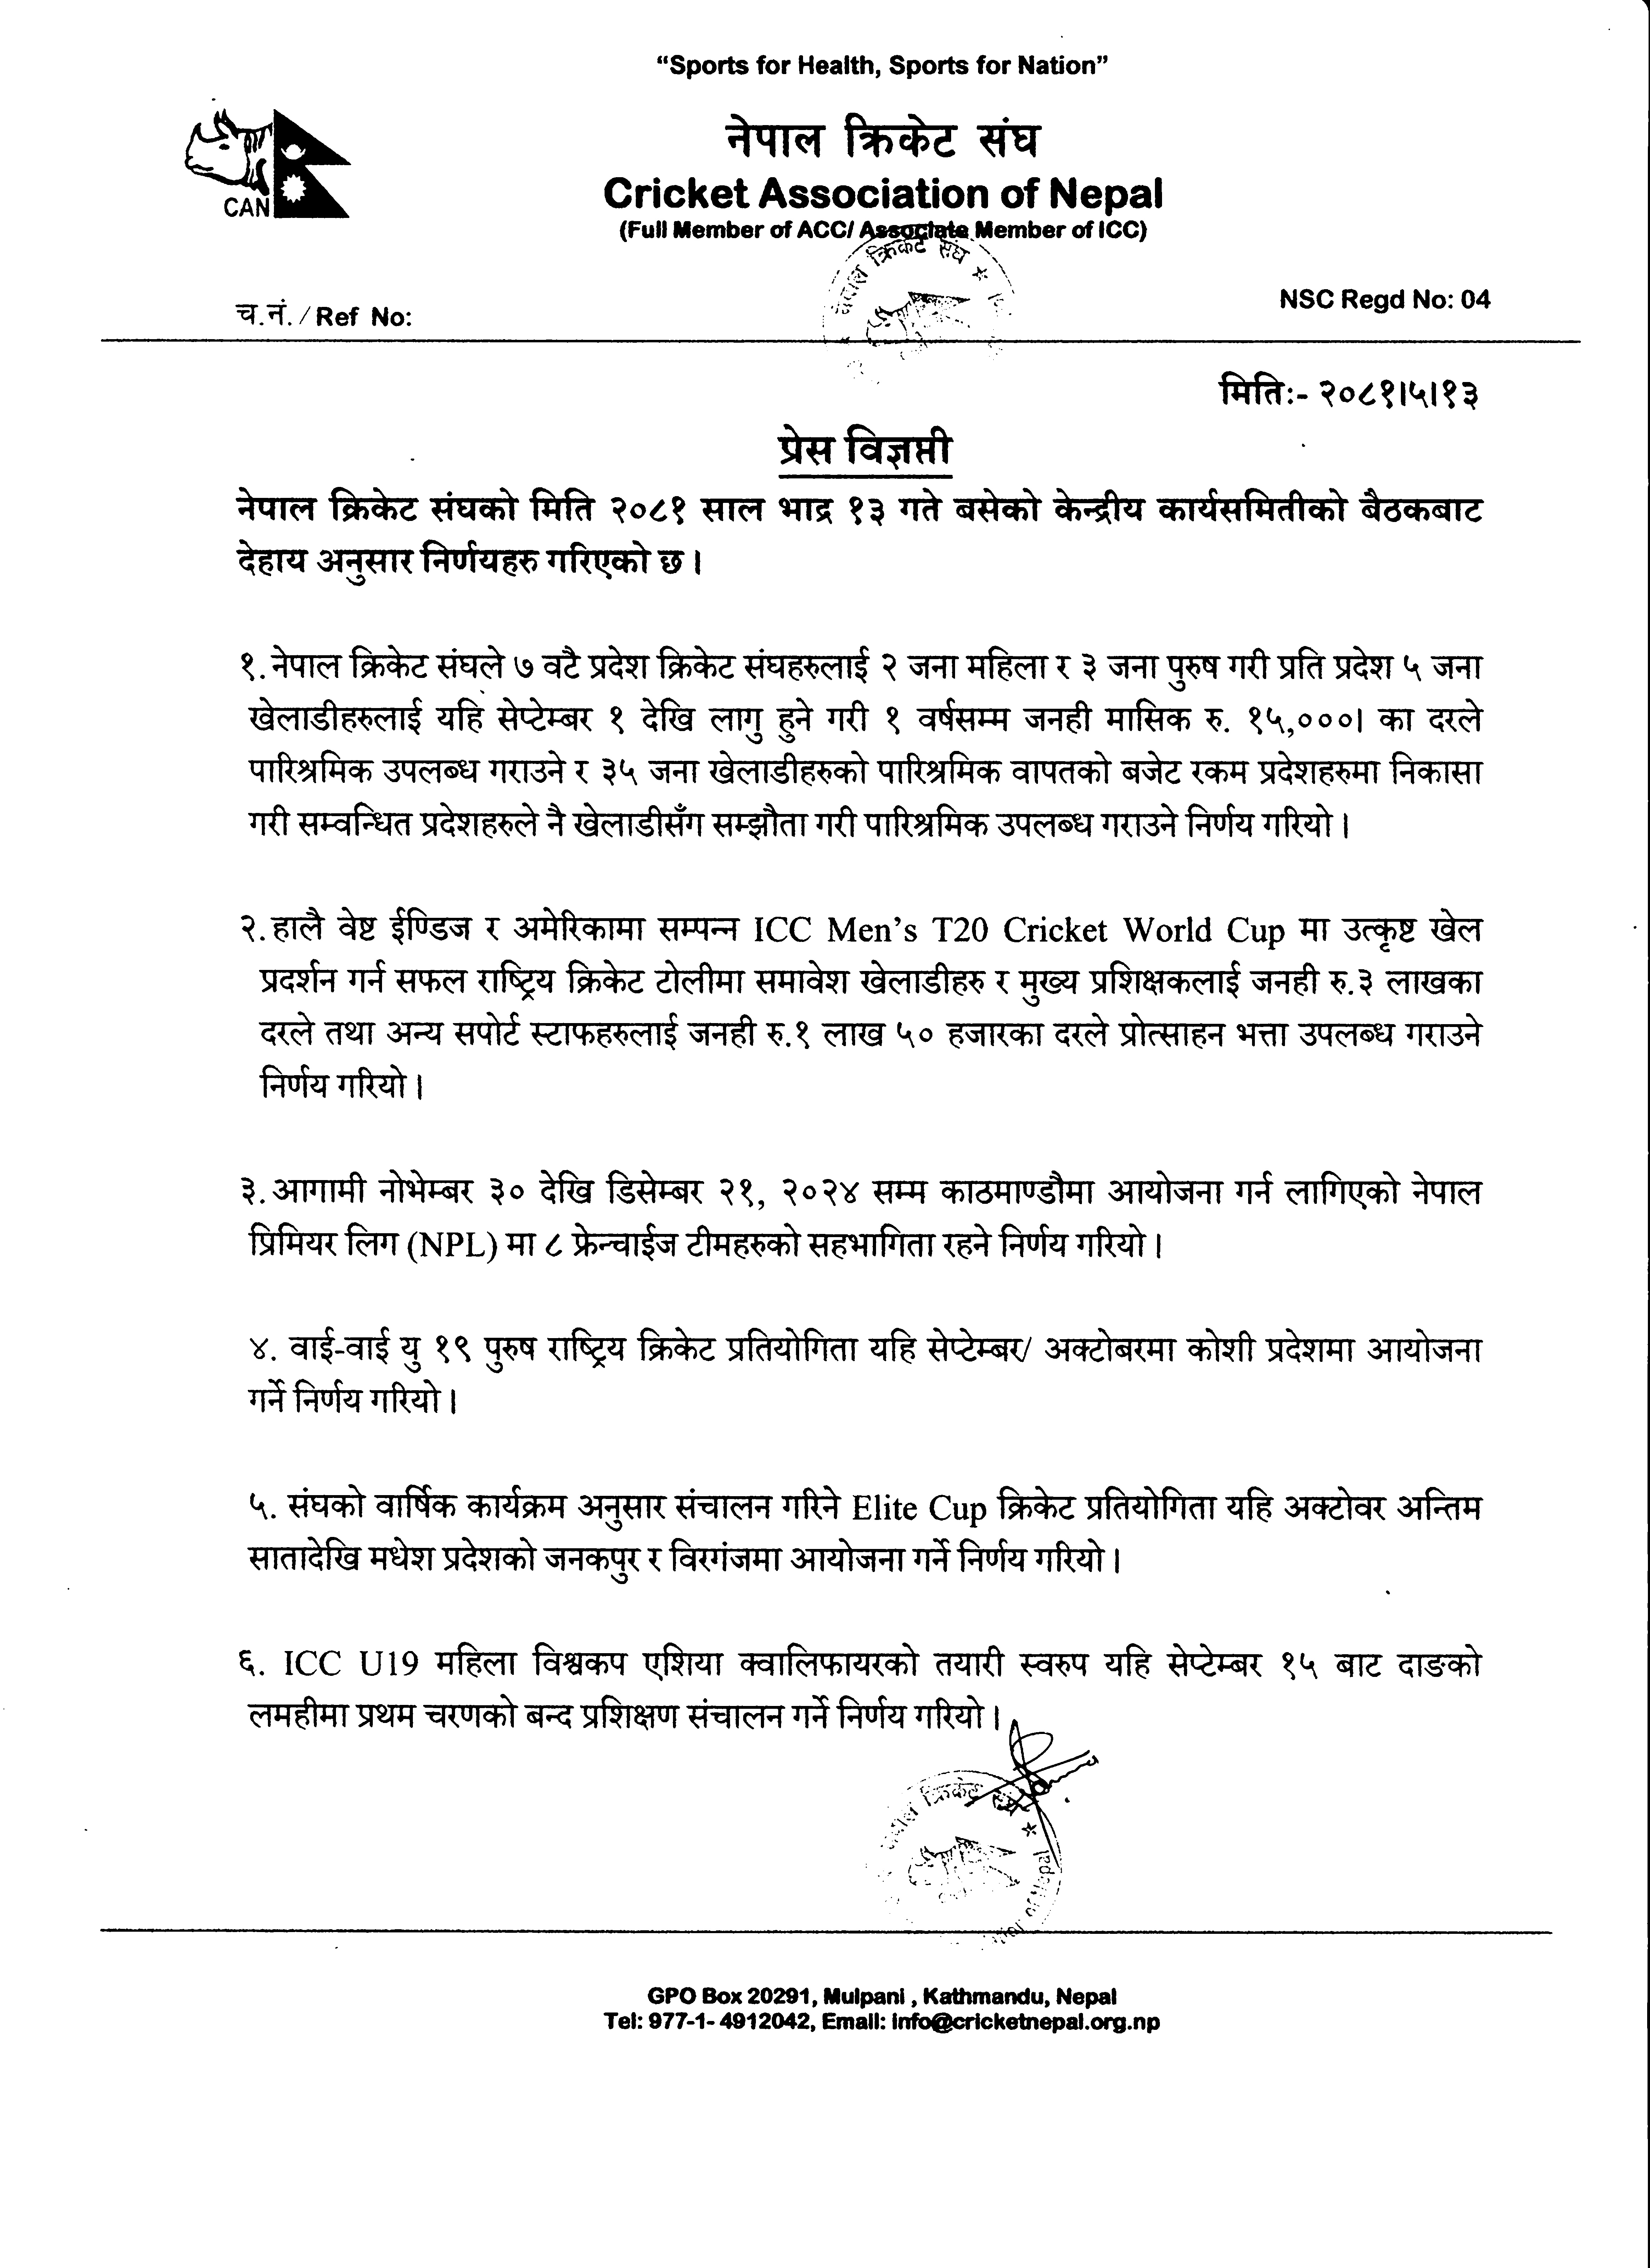 “Sports for Health, Sports for Nation”
नेपाल क्रिकेट संघ
Cricket Association of Nepal
(Full Member of ACC/ Associate Member of ICC)
CAN
क्रिकेट संघ
च.नं. / Ref No:
NSC Regd No: 04
मितिः- २०८१।५।१३
प्रेस विज्ञप्ती
नेपाल क्रिकेट संघको मिति २०८१ साल भाद्र १३ गते बसेको केन्द्रीय कार्यसमितीको बैठकबाट
देहाय अनुसार निर्णयहरु गरिएको छ ।
१. नेपाल क्रिकेट संघले ७ वटै प्रदेश क्रिकेट संघहरुलाई २ जना महिला र ३ जना पुरुष गरी प्रति प्रदेश ५ जना
खेलाडीहरुलाई यहि सेप्टेम्बर १ देखि लागु हुने गरी १ वर्षसम्म जनही मासिक रु. १५,०००। का दरले
पारिश्रमिक उपलब्ध गराउने र ३५ जना खेलाडीहरुको पारिश्रमिक वापतको बजेट रकम प्रदेशहरुमा निकासा
गरी सम्वन्धित प्रदेशहरुले नै खेलाडीसँग सम्झौता गरी पारिश्रमिक उपलब्ध गराउने निर्णय गरियो ।
२. हालै वेष्ट ईण्डिज र अमेरिकामा सम्पन्न ICC Men’s T20 Cricket World Cup मा उत्कृष्ट खेल
प्रदर्शन गर्न सफल राष्ट्रिय क्रिकेट टोलीमा समावेश खेलाडीहरु र मुख्य प्रशिक्षकलाई जनही रु.३ लाखका
दरले तथा अन्य सपोर्ट स्टाफहरुलाई जनही रु.१ लाख ५० हजारका दरले प्रोत्साहन भत्ता उपलब्ध गराउने
निर्णय गरियो ।
३. आगामी नोभेम्बर ३० देखि डिसेम्बर २१, २०२४ सम्म काठमाण्डौमा आयोजना गर्न लागिएको नेपाल
प्रिमियर लिग (NPL) मा ८ फ्रेन्चाईज टीमहरुको सहभागिता रहने निर्णय गरियो ।
४. वाई-वाई यु १९ पुरुष राष्ट्रिय क्रिकेट प्रतियोगिता यहि सेप्टेम्बर/ अक्टोबरमा कोशी प्रदेशमा आयोजना
गर्ने निर्णय गरियो ।
५. संघको वार्षिक कार्यक्रम अनुसार संचालन गरिने Elite Cup क्रिकेट प्रतियोगिता यहि अक्टोवर अन्तिम
सातादेखि मधेश प्रदेशको जनकपुर र विरगंजमा आयोजना गर्ने निर्णय गरियो ।
६. ICC U19 महिला विश्वकप एशिया क्वालिफायरको तयारी स्वरुप यहि सेप्टेम्बर १५ बाट दाङको
लमहीमा प्रथम चरणको बन्द प्रशिक्षण संचालन गर्ने निर्णय गरियो ।
क्रिकेट संघ
GPO Box 20291, Mulpani , Kathmandu, Nepal
Tel: 977-1- 4912042, Email: info@cricketnepal.org.np